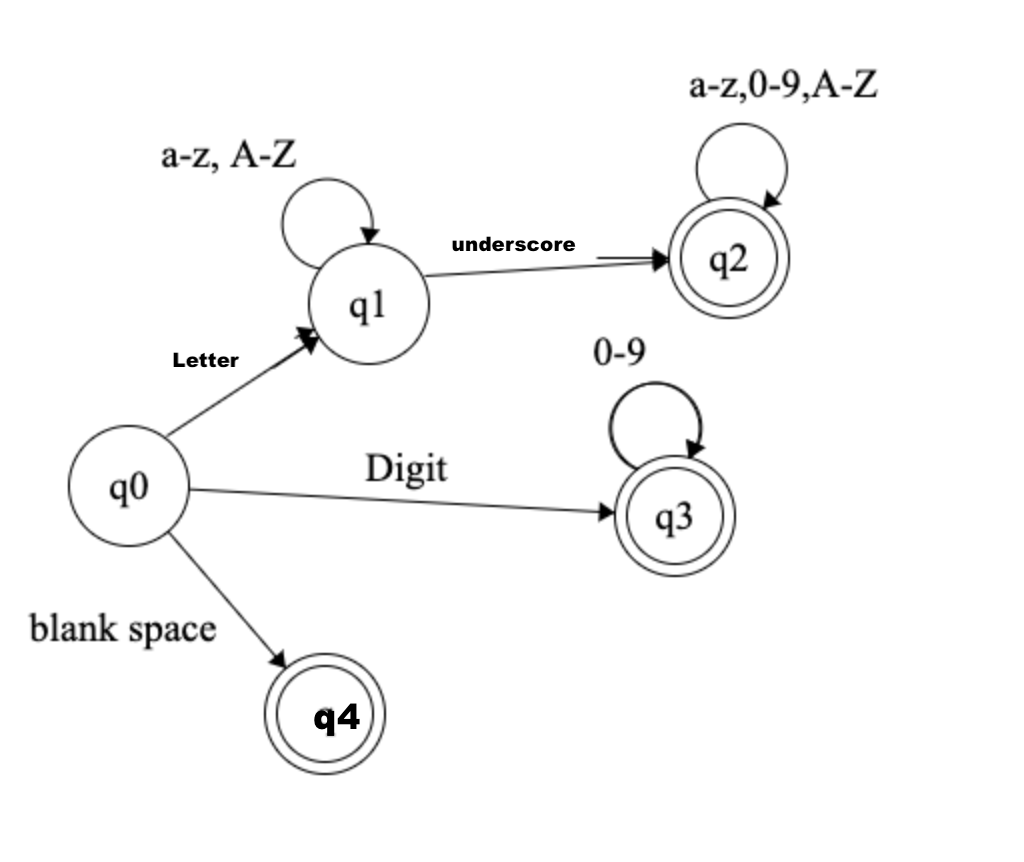 a-z,0-9,A-Z
a-z, A-Z
underscore
q2
q1
0-9
Letter
Digit
q0
q3
blank space
q4